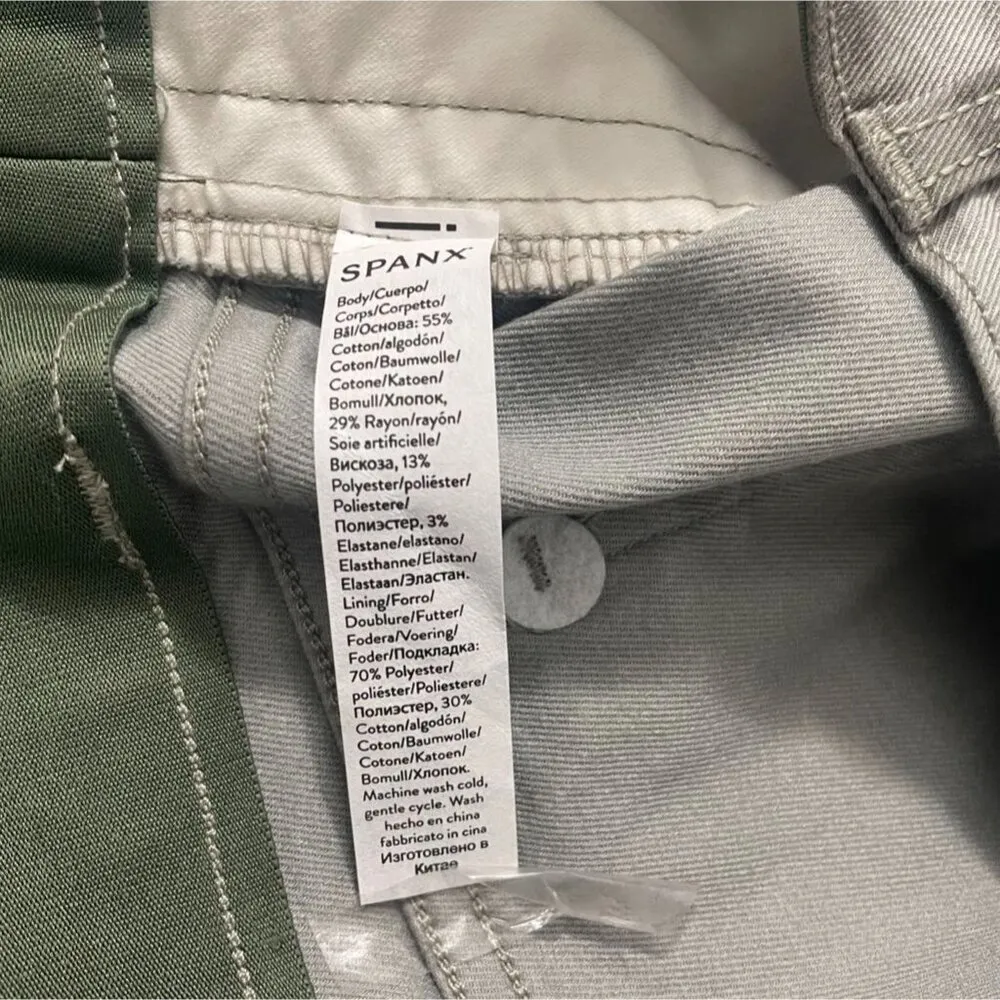 SPANX
Body/Cuerpo/
Corps/Corpetto/
Bål/Основа: 55%
Cotton/algodón/
Coton/Baumwolle/
Cotone/Katoen/
Bomull/Хлопок,
29% Rayon/rayón/
Soie artificielle/
Вискоза, 13%
Polyester/poliéster/
Poliestere/
Полиэстер, 3%
Elastane/elastano/
Elasthanne/Elastan/
Elastaan/Эластан.
Lining/Forro/
Doublure/Futter/
Fodera/Voering/
Foder/Подкладка:
70% Polyester/
poliéster/Poliestere/
Полиэстер, 30%
Cotton/algodón/
Coton/Baumwolle/
Cotone/Katoen/
Bomull/Хлопок.
Machine wash cold,
gentle cycle. Wash
hecho en china
fabbricato in cina
Изготовлено в
Китае